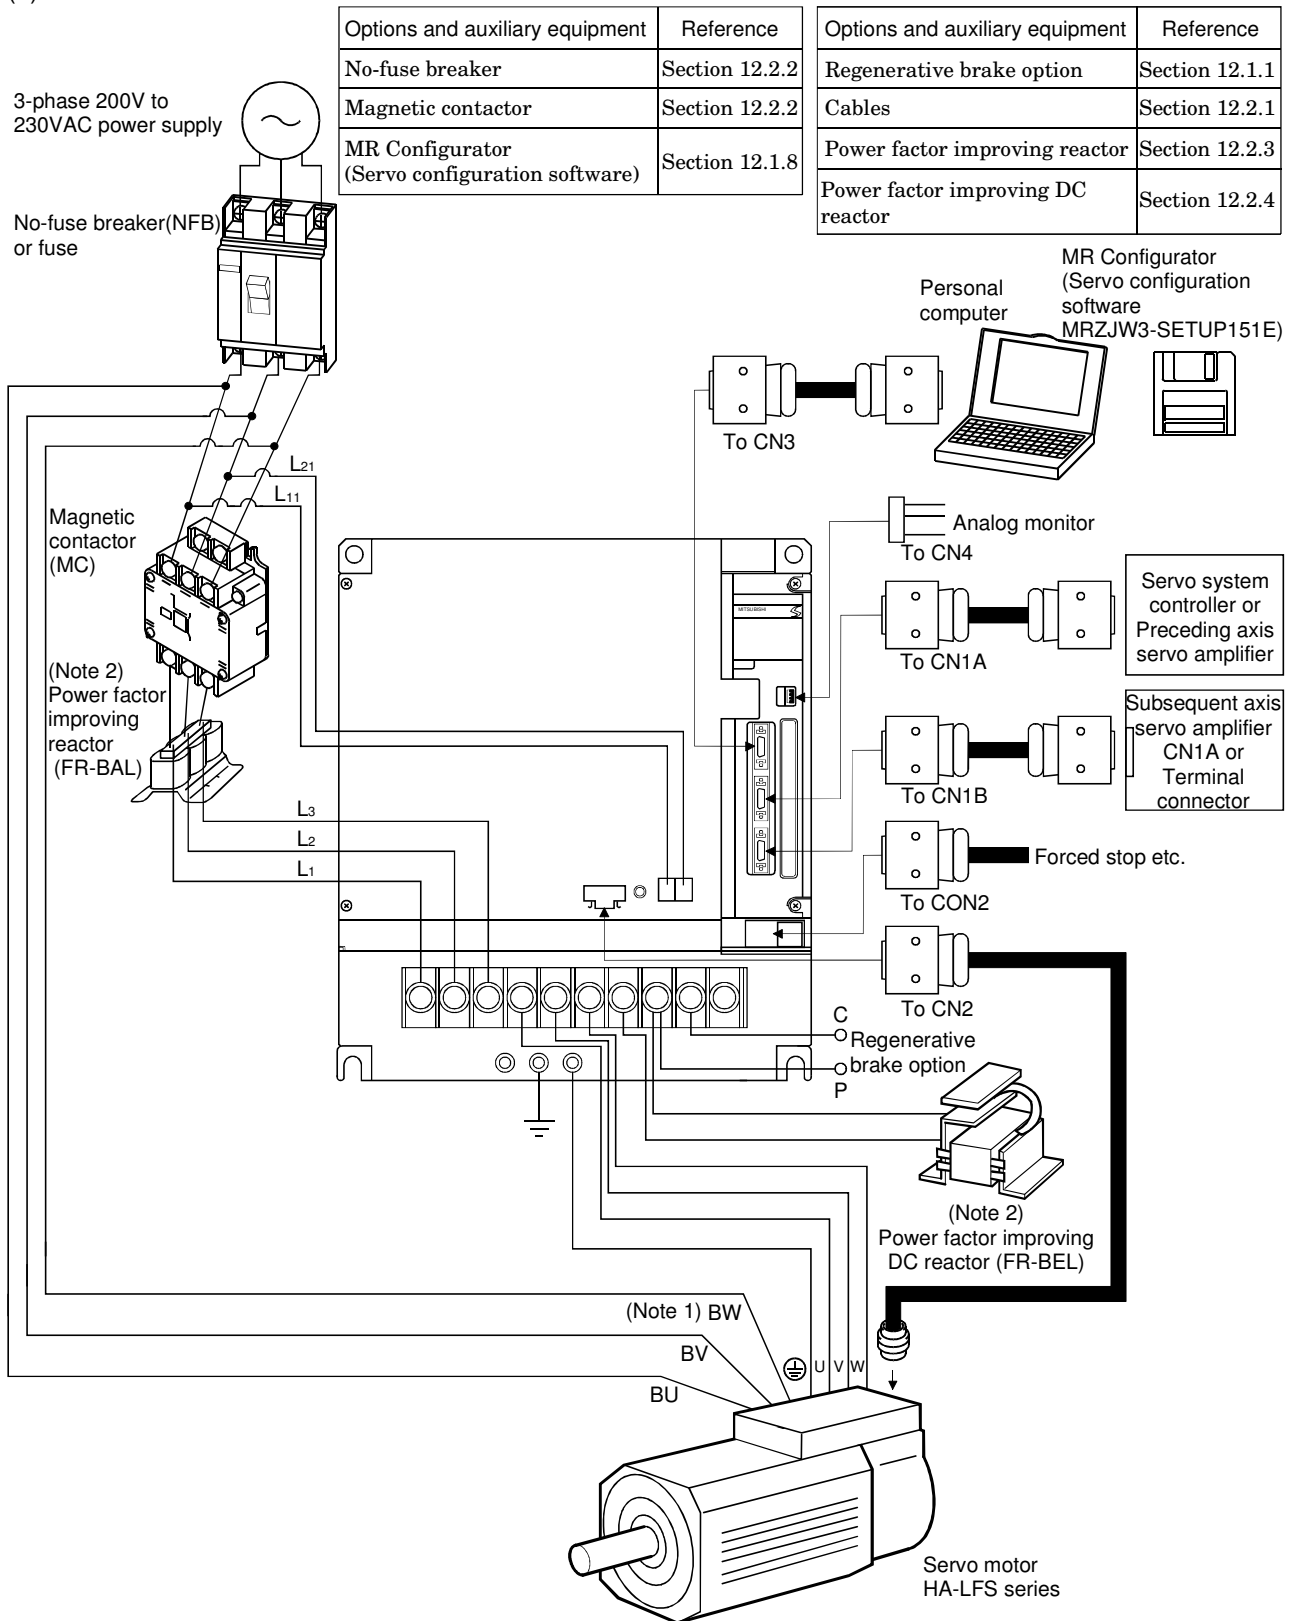 Options and auxiliary equipment Reference
No-fuse breaker Section 12.2.2
Magnetic contactor Section 12.2.2
MR Configurator
(Servo configuration software) Section 12.1.8
Options and auxiliary equipment Reference
Regenerative brake option Section 12.1.1
Cables Section 12.2.1
Power factor improving reactor Section 12.2.3
Power factor improving DC
reactor Section 12.2.4
3-phase 200V to
230VAC power supply
No-fuse breaker(NFB)
or fuse
MR Configurator
(Servo configuration
software
MRZJW3-SETUP151E)
Personal
computer
To CN3
L21
L11
Magnetic
contactor
(MC)
Analog monitor
To CN4
MITSUBISHI
Servo system
controller or
Preceding axis
servo amplifier
To CN1A
(Note 2)
Power factor
improving
reactor
(FR-BAL)
Subsequent axis
servo amplifier
CN1A or
Terminal
connector
To CN1B
L3
L2
L1
Forced stop etc.
To CON2
To CN2
C
Regenerative
brake option
P
(Note 2)
Power factor improving
DC reactor (FR-BEL)
(Note 1) BW
BV
BU
U V W
Servo motor
HA-LFS series